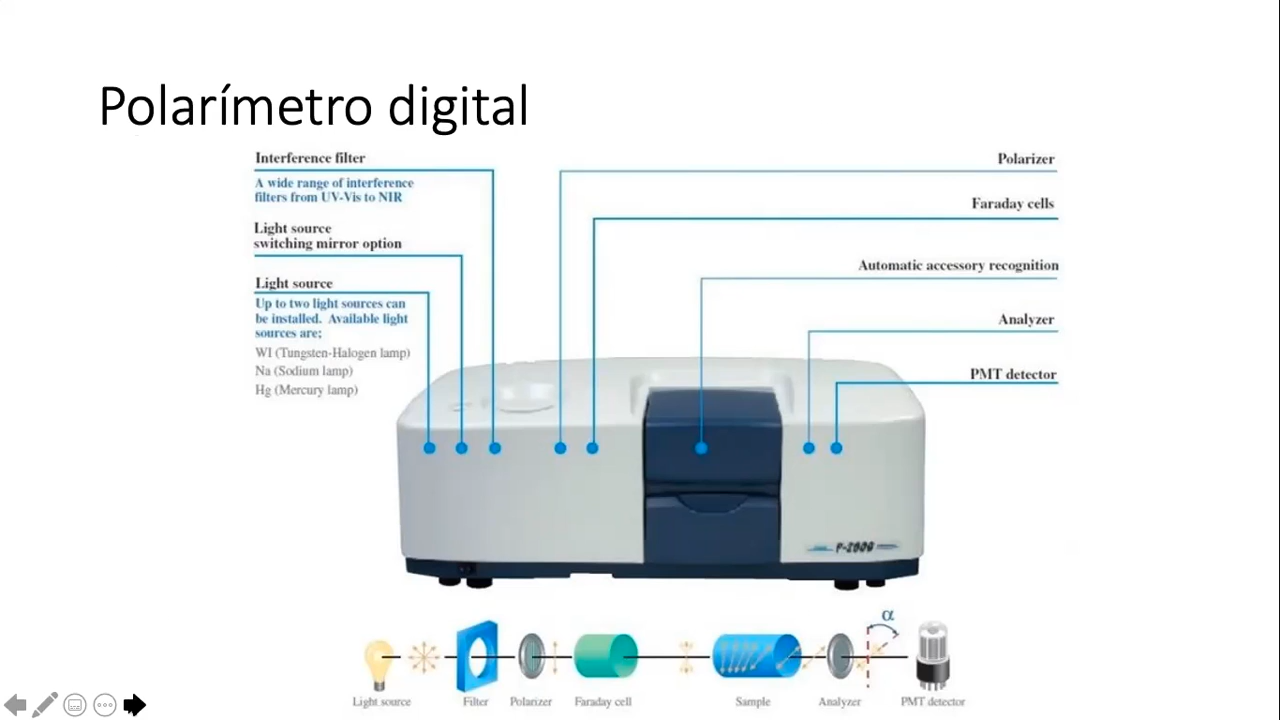 Polarímetro digital
Interference filter
A wide range of interference
filters from UV-Vis to NIR
Light source
switching mirror option
Light source
Up to two light sources can
be installed. Available light
sources are;
WI (Tungsten-Halogen lamp)
Na (Sodium lamp)
Hg (Mercury lamp)
Polarizer
Faraday cells
Automatic accessory recognition
Analyzer
PMT detector
P-2000
α
Light source
Filter
Polarizer
Faraday cell
Sample
Analyzer
PMT detector